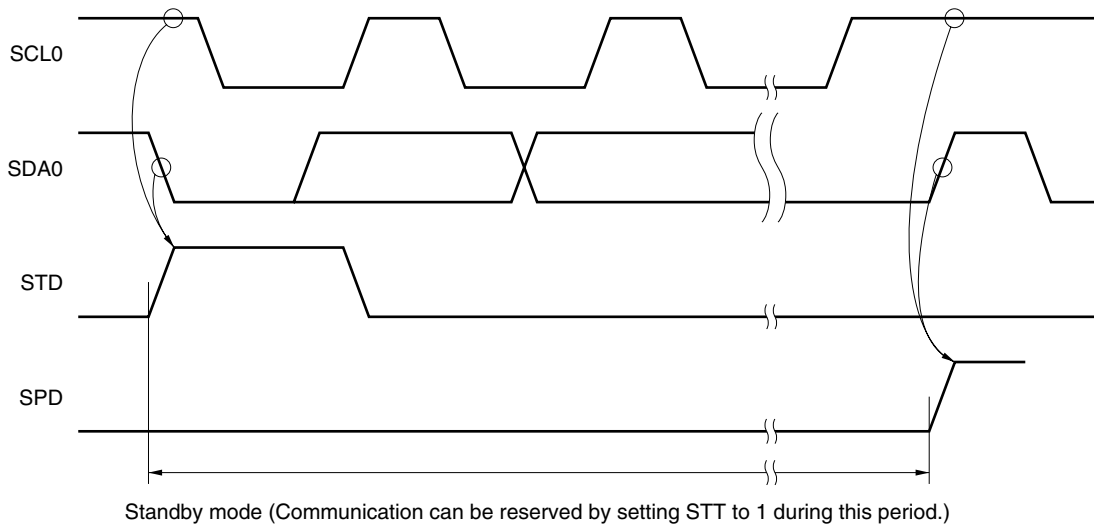 SCL0
SDA0
STD
SPD
Standby mode (Communication can be reserved by setting STT to 1 during this period.)